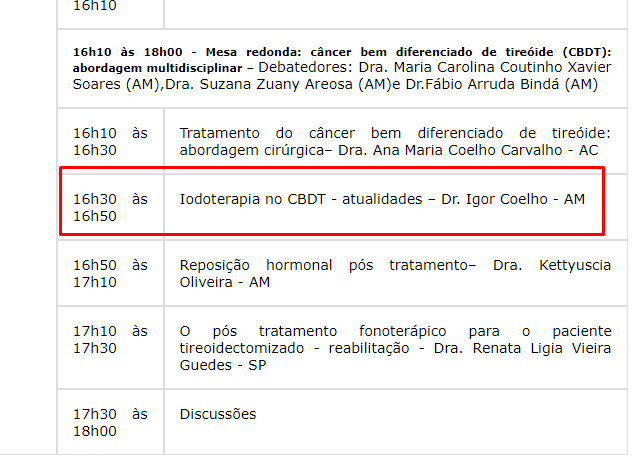 16h10
16h10 às 18h00 - Mesa redonda: câncer bem diferenciado de tireóide (CBDT):
abordagem multidisciplinar – Debatedores: Dra. Maria Carolina Coutinho Xavier
Soares (AM),Dra. Suzana Zuany Areosa (AM)e Dr.Fábio Arruda Bindá (AM)
16h10 às
16h30
Tratamento do câncer bem diferenciado de tireóide:
abordagem cirúrgica– Dra. Ana Maria Coelho Carvalho - AC
16h30 às
16h50
Iodoterapia no CBDT - atualidades – Dr. Igor Coelho - AM
16h50 às
17h10
Reposição hormonal pós tratamento– Dra. Kettyuscia
Oliveira - AM
17h10 às
17h30
O pós tratamento fonoterápico para o paciente
tireoidectomizado - reabilitação - Dra. Renata Ligia Vieira
Guedes - SP
17h30 às
18h00
Discussões